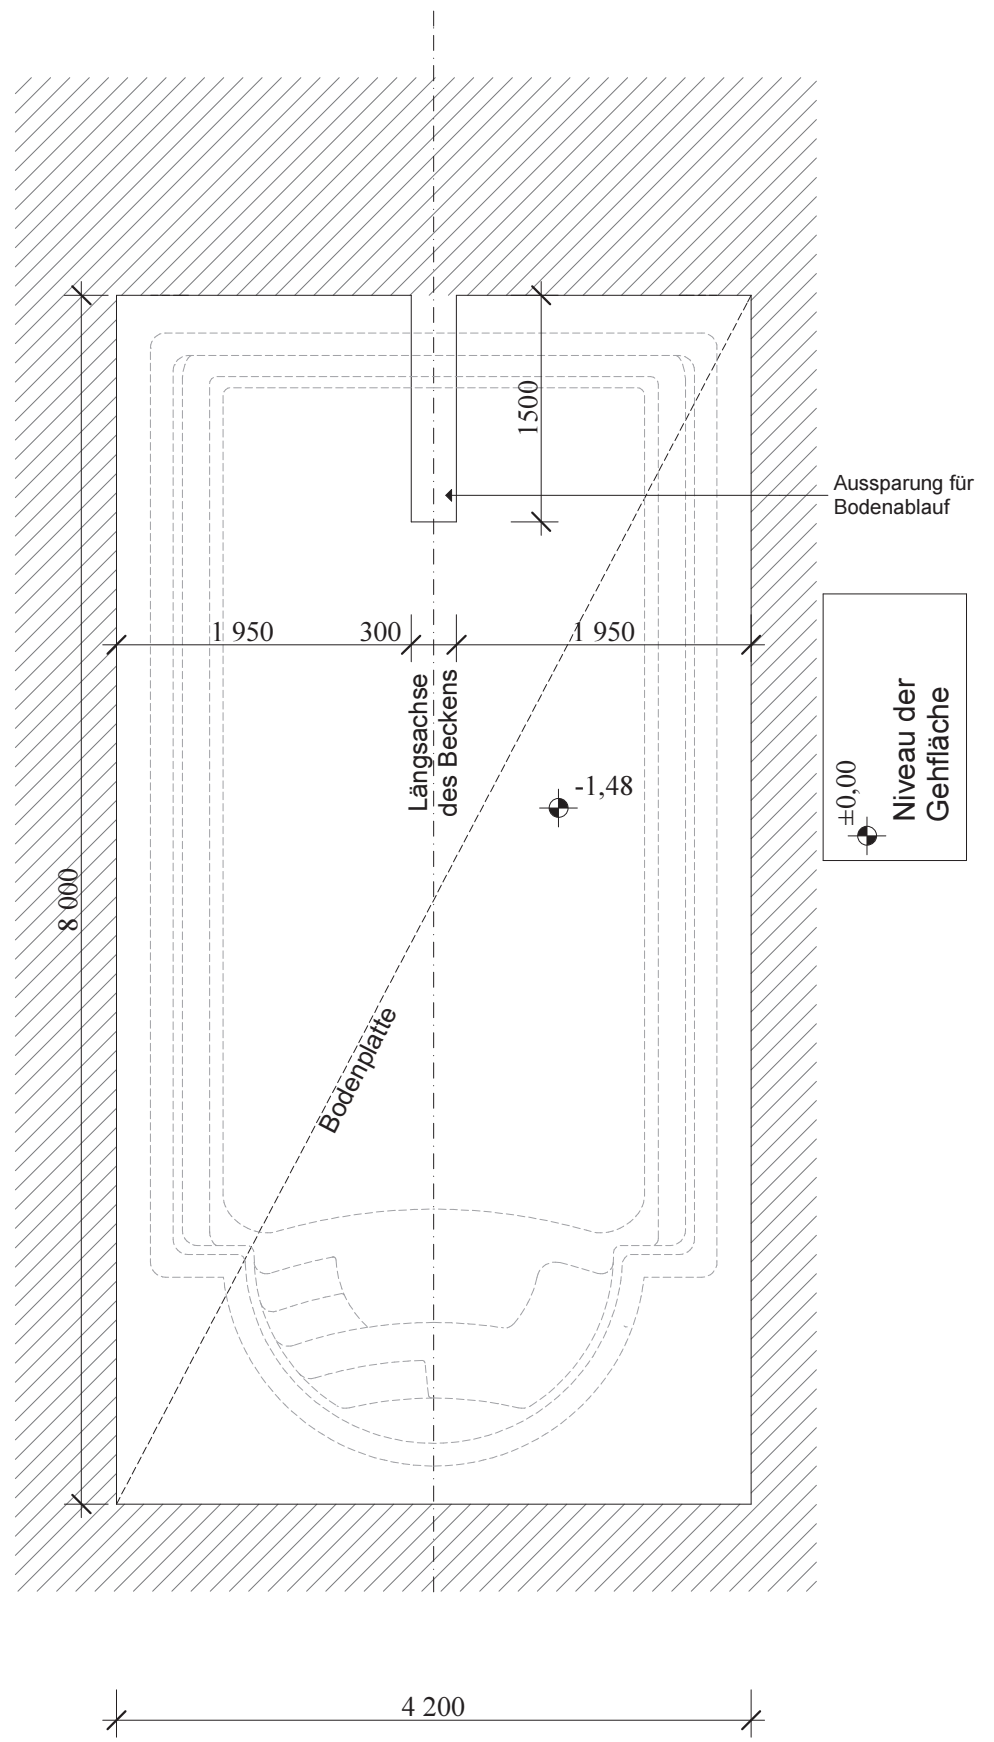 1500
Aussparung für
Bodenablauf
1 950
300
1 950
Längsachse
des Beckens
-1,48
±0,00
Niveau der
Gehfläche
8 000
Bodenplatte
4 200